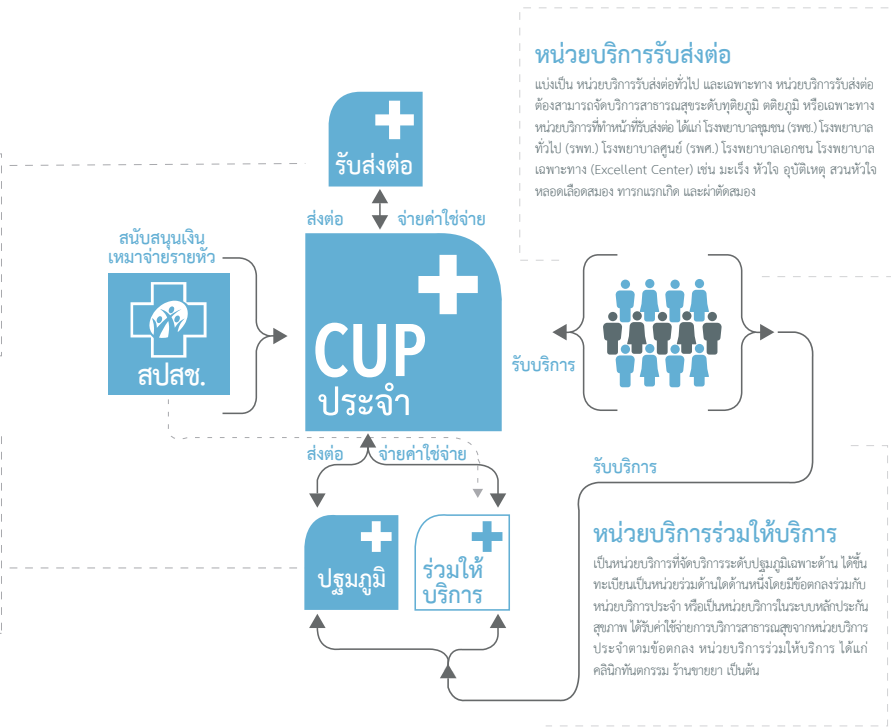 หน่วยบริการรับส่งต่อ
แบ่งเป็น หน่วยบริการรับส่งต่อทั่วไป และเฉพาะทาง หน่วยบริการรับส่งต่อ
ต้องสามารถจัดบริการสาธารณสุขระดับทุติยภูมิ ตติยภูมิ หรือเฉพาะทาง
หน่วยบริการที่ทำหน้าที่รับส่งต่อ ได้แก่ โรงพยาบาลชุมชน (รพช.) โรงพยาบาล
ทั่วไป (รพท.) โรงพยาบาลศูนย์ (รพศ.) โรงพยาบาลเอกชน โรงพยาบาล
เฉพาะทาง (Excellent Center) เช่น มะเร็ง หัวใจ อุบัติเหตุ สวนหัวใจ
หลอดเลือดสมอง ทารกแรกเกิด และผ่าตัดสมอง
รับส่งต่อ
ส่งต่อ
จ่ายค่าใช่จ่าย
สนับสนุนเงิน
เหมาจ่ายรายหัว
สปสช.
CUP
ประจำ
รับบริการ
ส่งต่อ
จ่ายค่าใช่จ่าย
รับบริการ
ปฐมภูมิ
ร่วมให้
บริการ
หน่วยบริการร่วมให้บริการ
เป็นหน่วยบริการที่จัดบริการระดับปฐมภูมิเฉพาะด้าน ได้ขึ้น
ทะเบียนเป็นหน่วยร่วมด้านใดด้านหนึ่งโดยมีข้อตกลงร่วมกับ
หน่วยบริการประจำ หรือเป็นหน่วยบริการในระบบหลักประกัน
สุขภาพ ได้รับค่าใช้จ่ายการบริการสาธารณสุขจากหน่วยบริการ
ประจำตามข้อตกลง หน่วยบริการร่วมให้บริการ ได้แก่
คลินิกทันตกรรม ร้านขายยา เป็นต้น